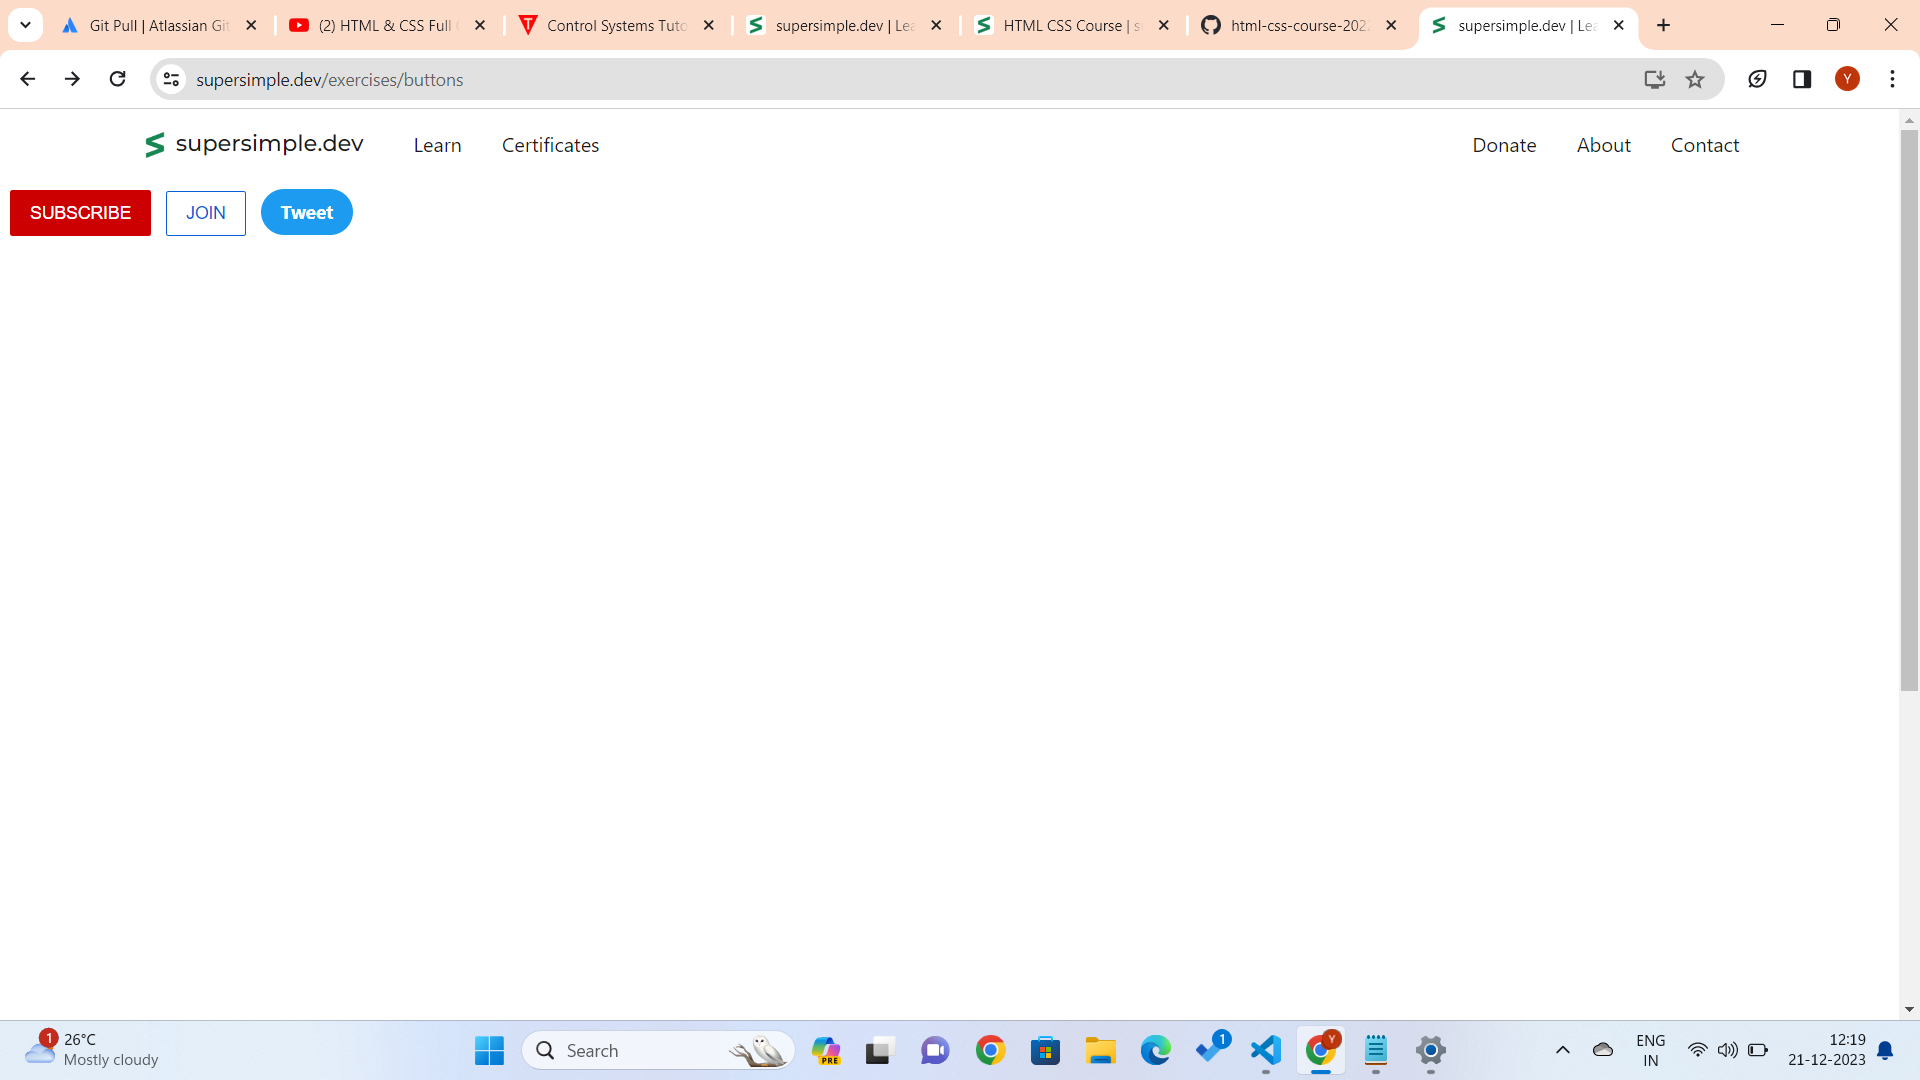 Git Pull | Atlassian Git
(2) HTML & CSS Full
Control Systems Tuto
supersimple.dev | Lea
HTML CSS Course | s
html-css-course-202
supersimple.dev | Lea
supersimple.dev/exercises/buttons
Y
supersimple.dev
Learn
Certificates
Donate
About
Contact
SUBSCRIBE
JOIN
Tweet
1
26°C
Mostly cloudy
Search
PRE
1
Y
ENG
IN
12:19
21-12-2023